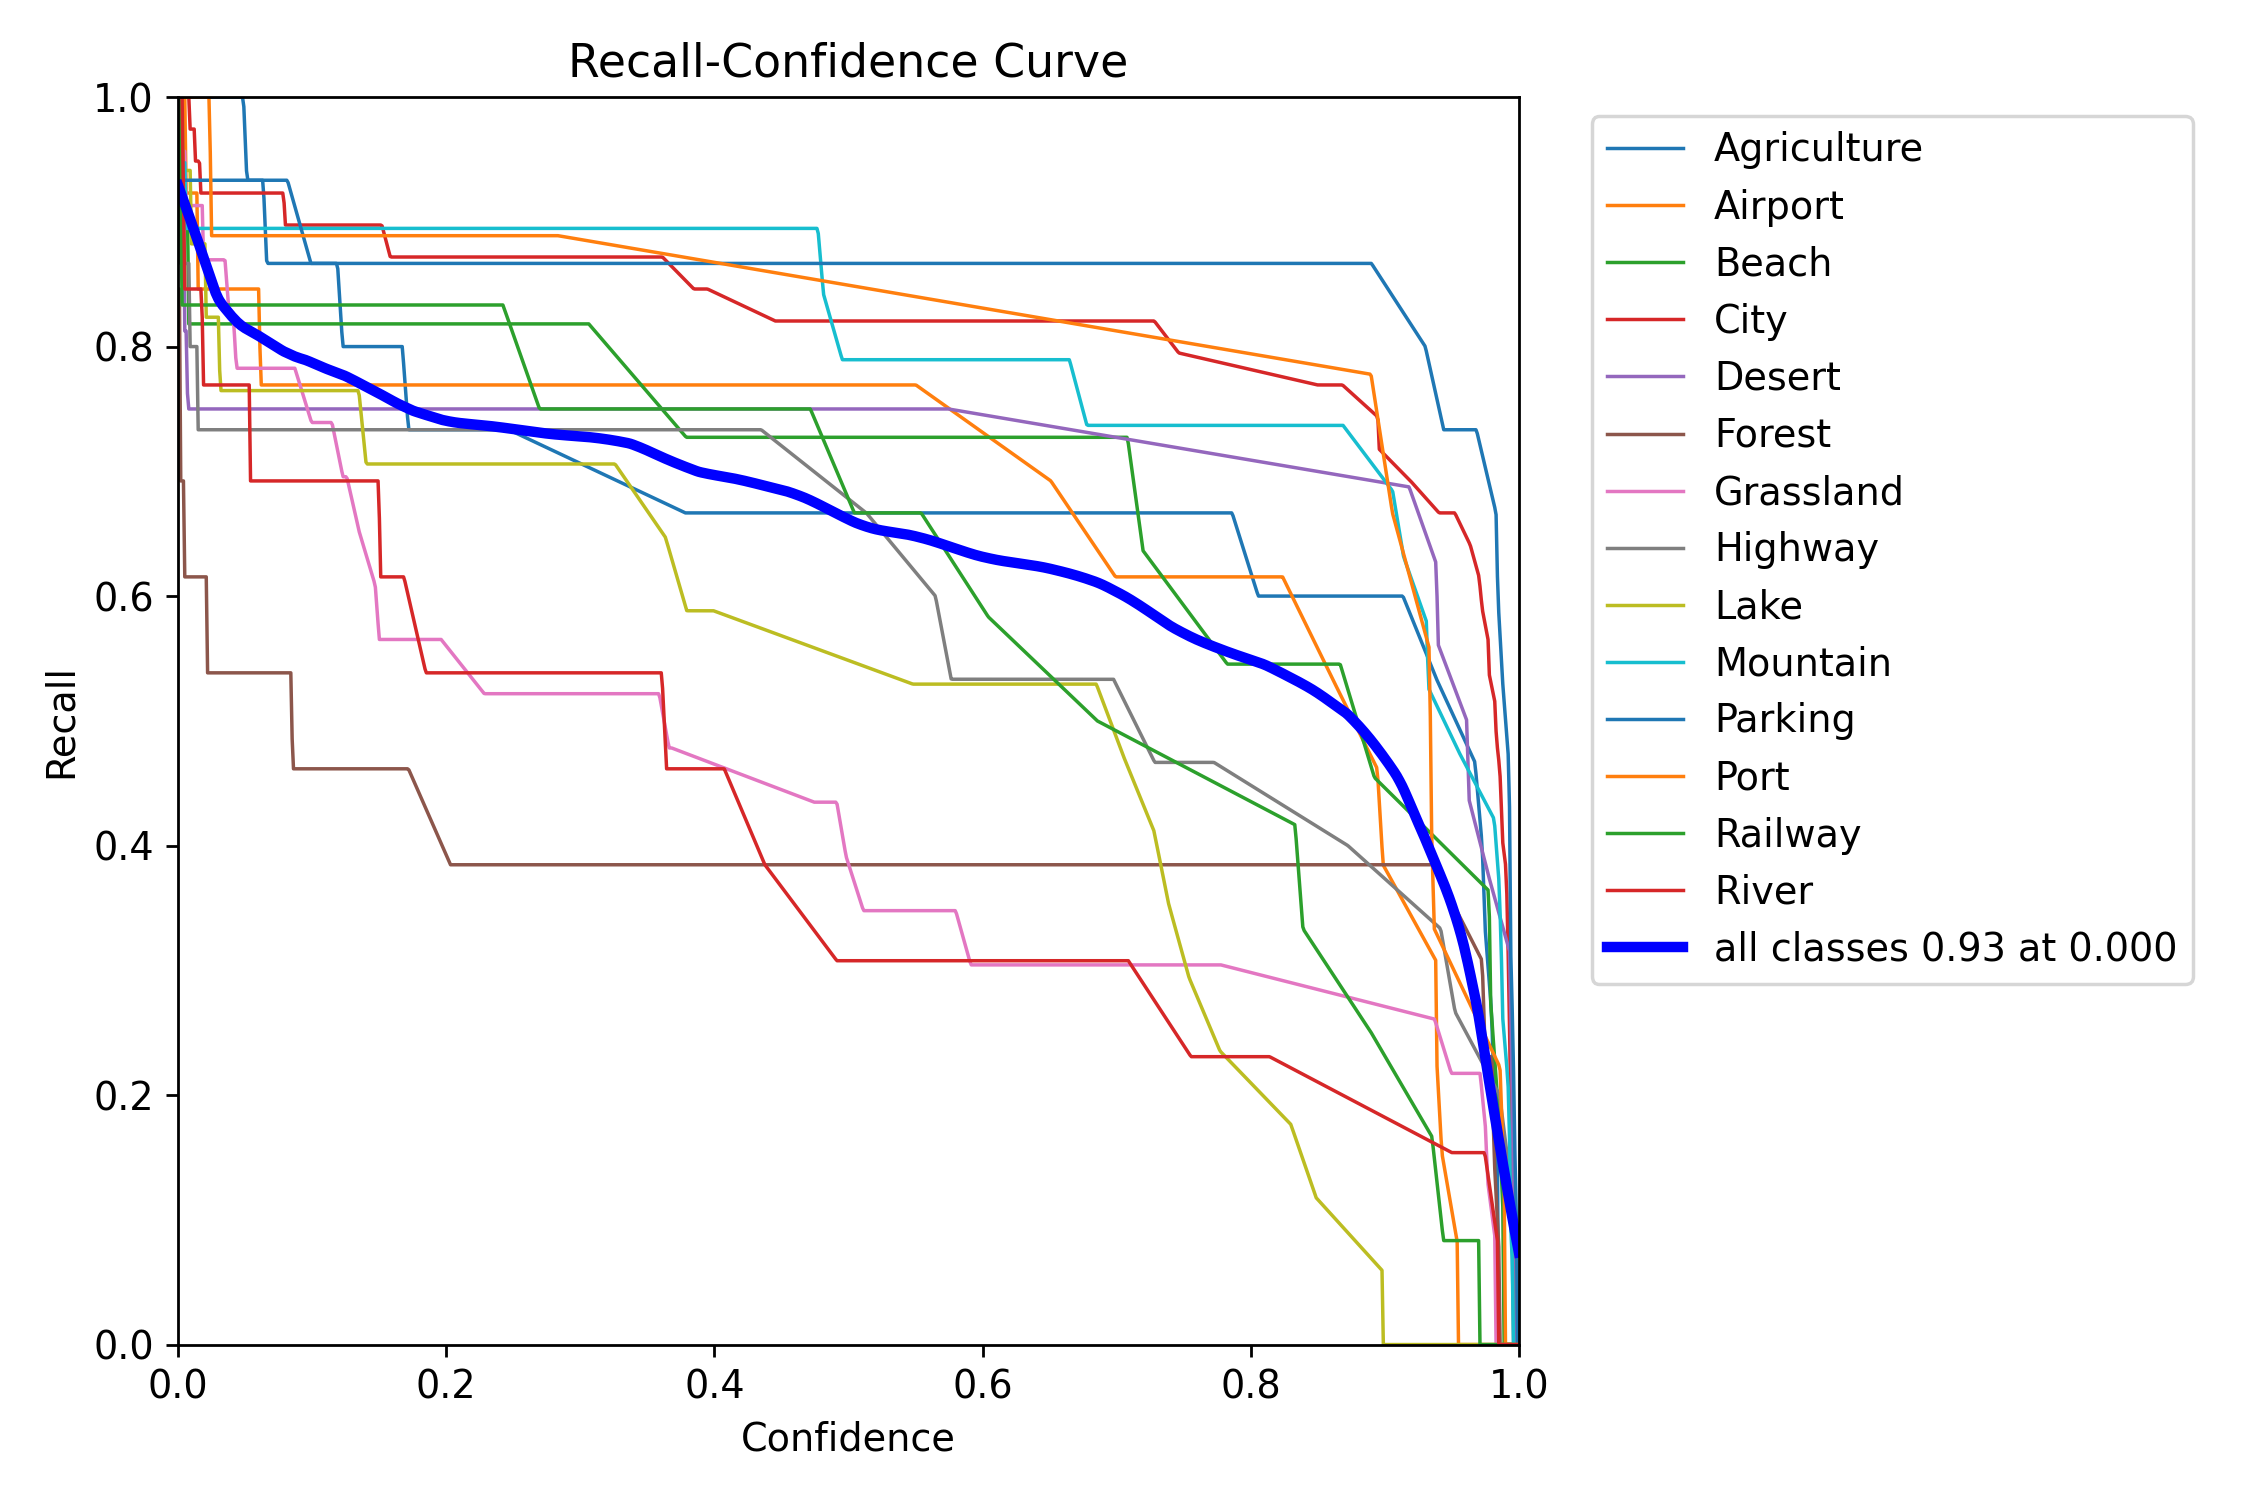 Recall-Confidence Curve
1.0
0.8
0.6
0.4
0.2
0.0
Recall
0.0 0.2 0.4 0.6 0.8 1.0
Confidence
Agriculture
Airport
Beach
City
Desert
Forest
Grassland
Highway
Lake
Mountain
Parking
Port
Railway
River
all classes 0.93 at 0.000